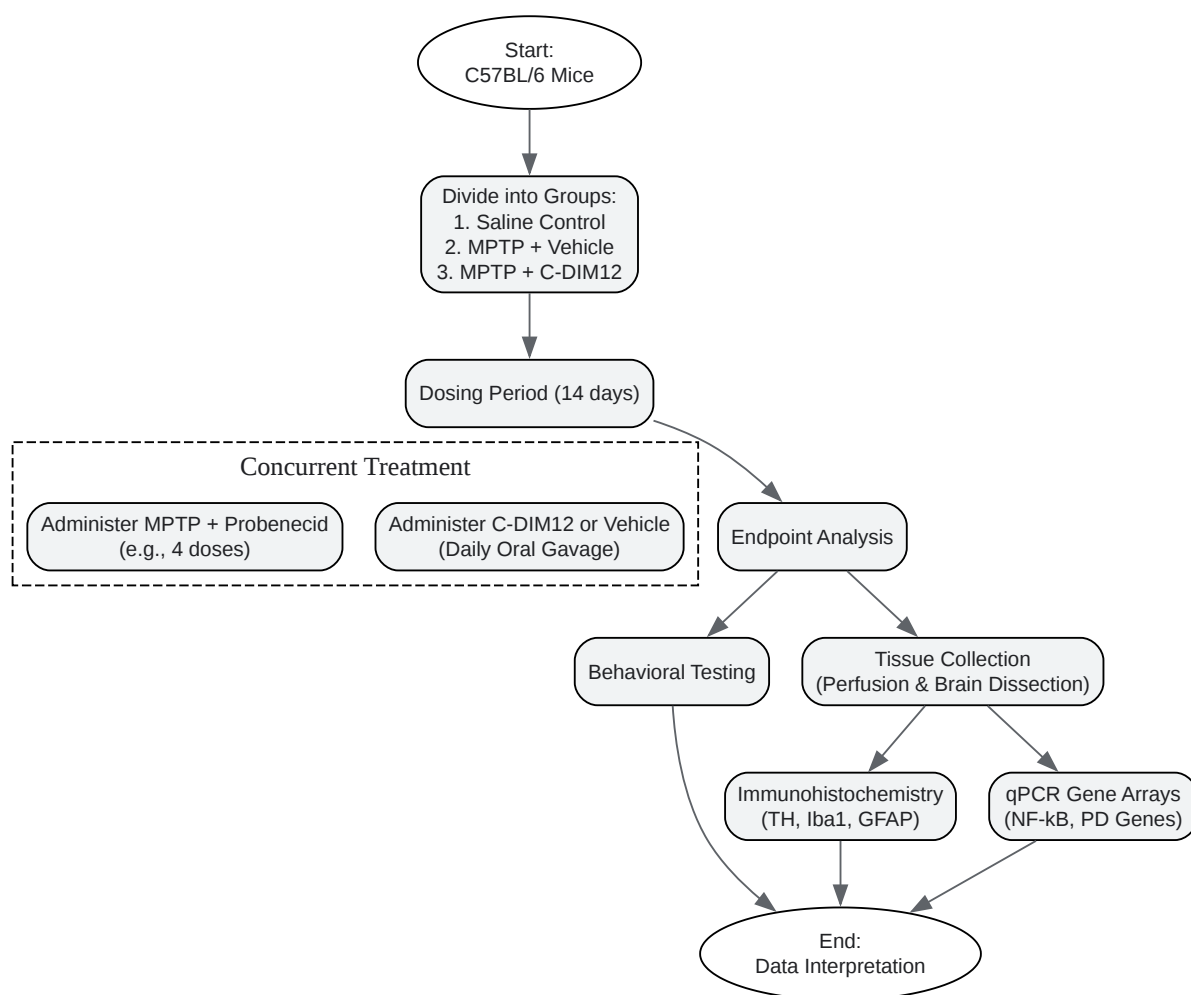 Start:
C57BL/6 Mice
Divide into Groups:
1. Saline Control
2. MPTP + Vehicle
3. MPTP + C-DIM12
Dosing Period (14 days)
Concurrent Treatment
Administer MPTP + Probenecid
(e.g., 4 doses)
Administer C-DIM12 or Vehicle
(Daily Oral Gavage)
Endpoint Analysis
Behavioral Testing
Tissue Collection
(Perfusion & Brain Dissection)
Immunohistochemistry
(TH, Iba1, GFAP)
qPCR Gene Arrays
(NF-kB, PD Genes)
End:
Data Interpretation